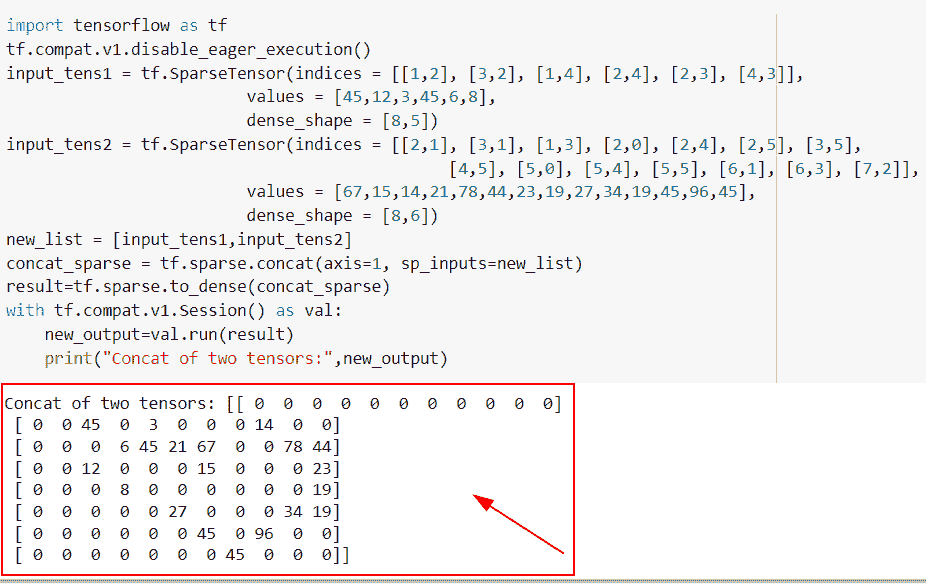 import tensorflow as tf
tf.compat.v1.disable_eager_execution()
input_tens1 = tf.SparseTensor(indices = [[1,2], [3,2], [1,4], [2,4], [2,3], [4,3]],
                         values = [45,12,3,45,6,8],
                         dense_shape = [8,5])
input_tens2 = tf.SparseTensor(indices = [[2,1], [3,1], [1,3], [2,0], [2,4], [2,5], [3,5],
                                              [4,5], [5,0], [5,4], [5,5], [6,1], [6,3], [7,2]],
                         values = [67,15,14,21,78,44,23,19,27,34,19,45,96,45],
                         dense_shape = [8,6])
new_list = [input_tens1,input_tens2]
concat_sparse = tf.sparse.concat(axis=1, sp_inputs=new_list)
result=tf.sparse.to_dense(concat_sparse)
with tf.compat.v1.Session() as val:
    new_output=val.run(result)
    print("Concat of two tensors:",new_output)
Concat of two tensors: [[ 0  0  0  0  0  0  0  0  0  0  0]
 [ 0  0 45  0  3  0  0  0 14  0  0]
 [ 0  0  0  6 45 21 67  0  0 78 44]
 [ 0  0 12  0  0  0 15  0  0  0 23]
 [ 0  0  0  8  0  0  0  0  0  0 19]
 [ 0  0  0  0  0 27  0  0  0 34 19]
 [ 0  0  0  0  0  0 45  0 96  0  0]
 [ 0  0  0  0  0  0  0 45  0  0  0]]